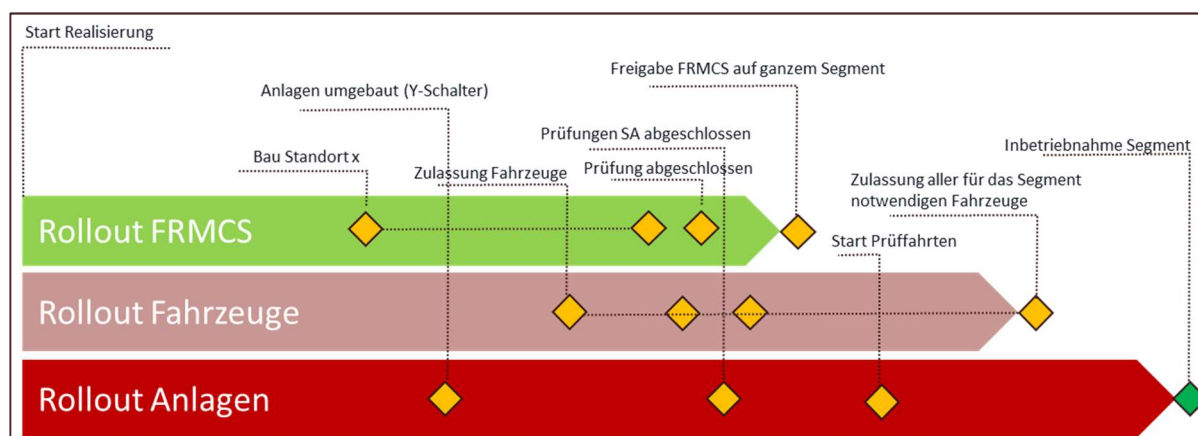 Start Realisierung
Freigabe FRMCS auf ganzem Segment
Anlagen umgebaut (Y-Schalter)
Prüfungen SA abgeschlossen
Inbetriebnahme Segment
Bau Standort x
Zulassung Fahrzeuge
Prüfung abgeschlossen
Zulassung aller für das Segment
notwendigen Fahrzeuge
Rollout FRMCS
Start Prüffahrten
Rollout Fahrzeuge
Rollout Anlagen